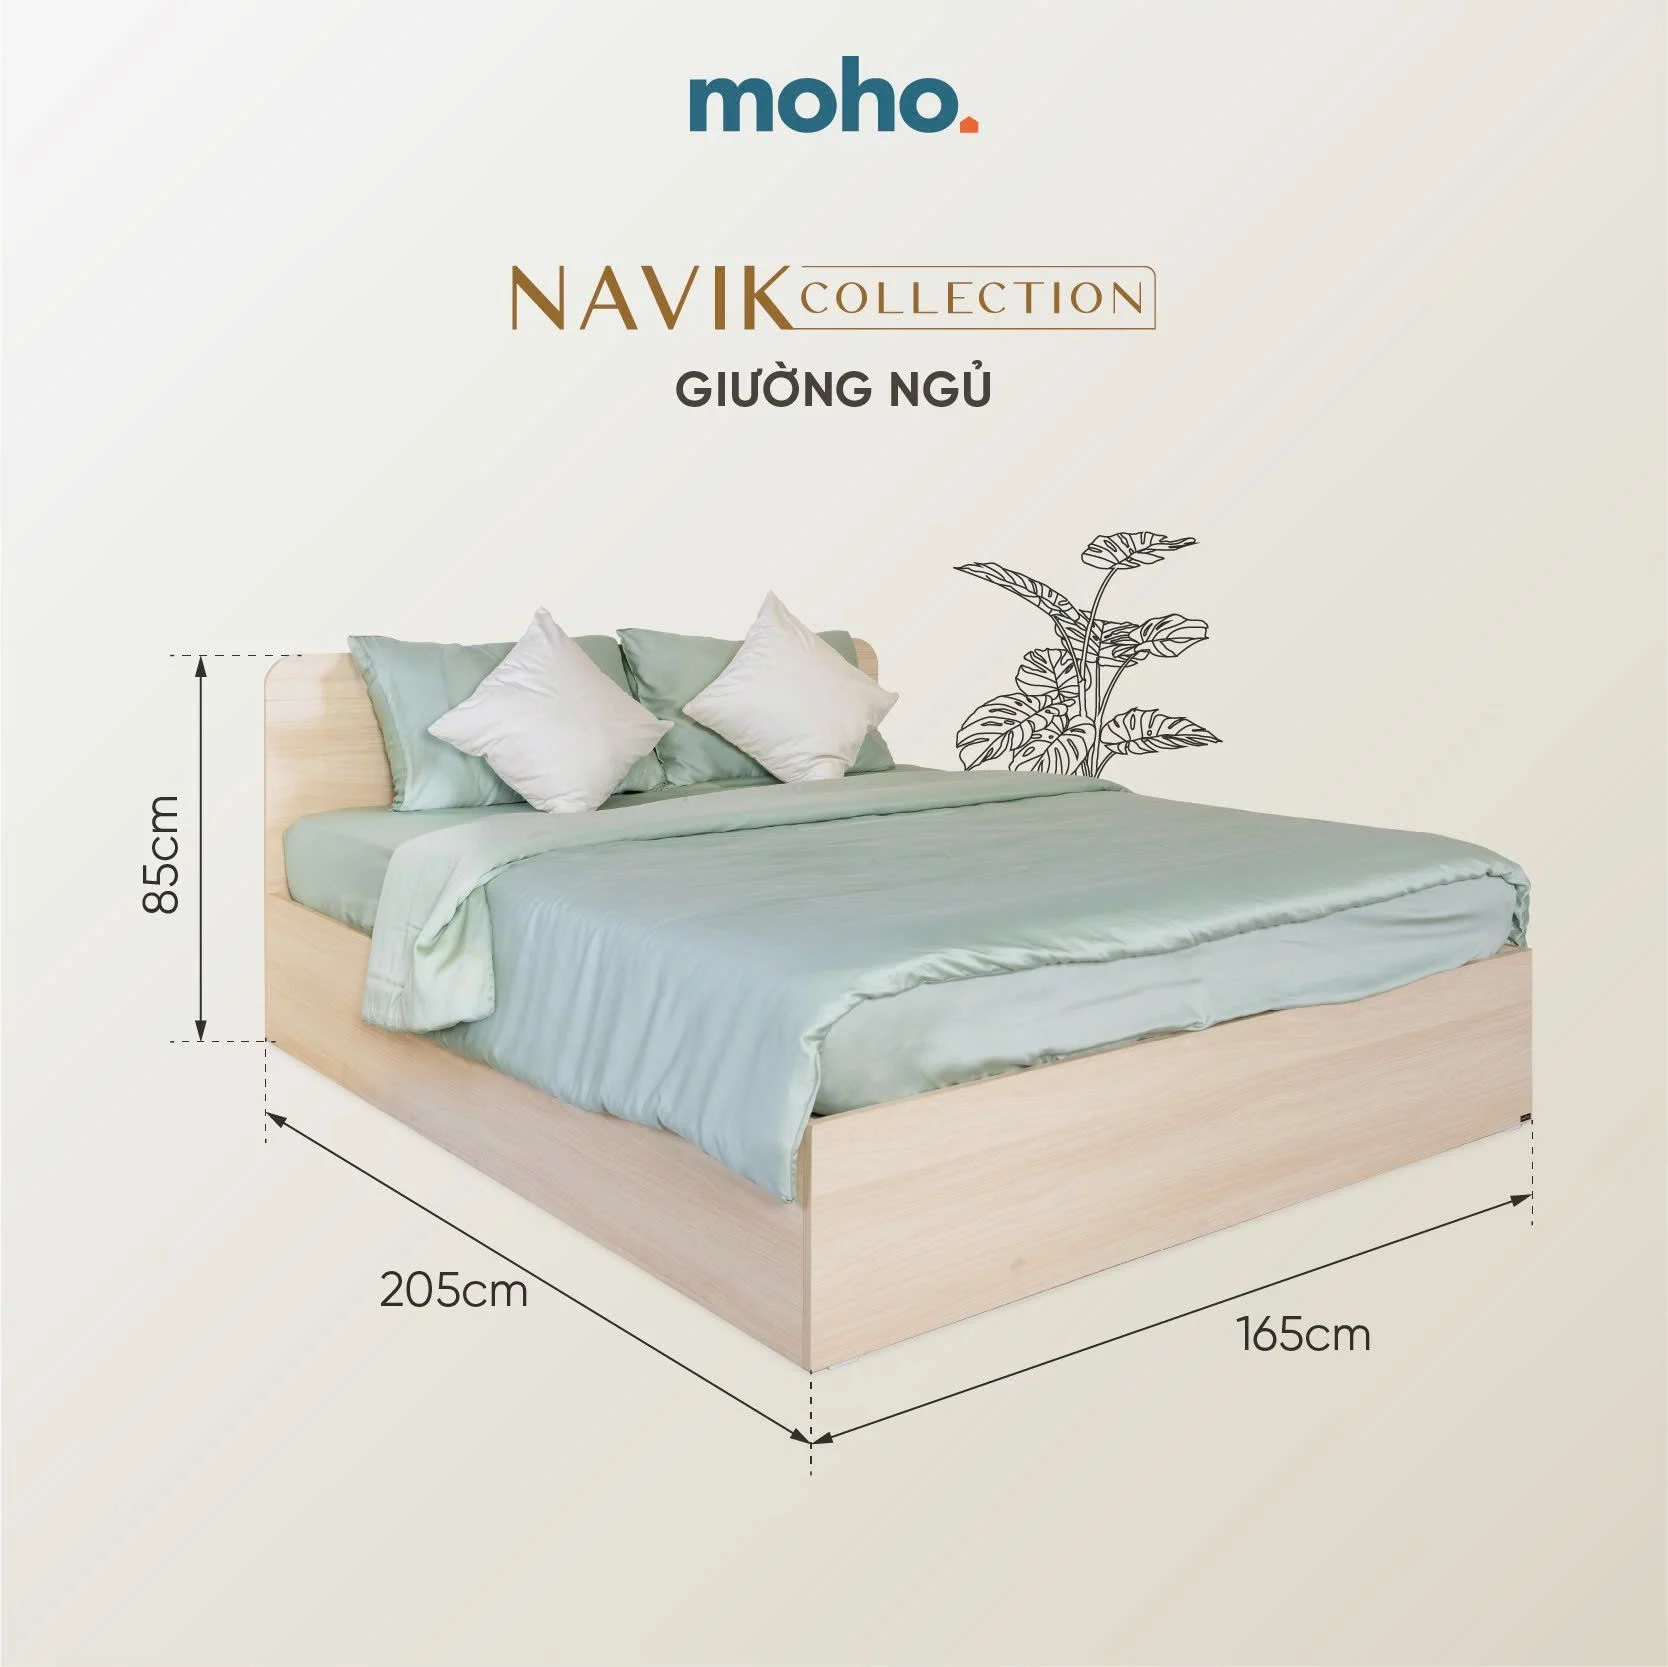 moho.
NAVIK COLLECTION
GIƯỜNG NGỦ
85cm
205cm
165cm